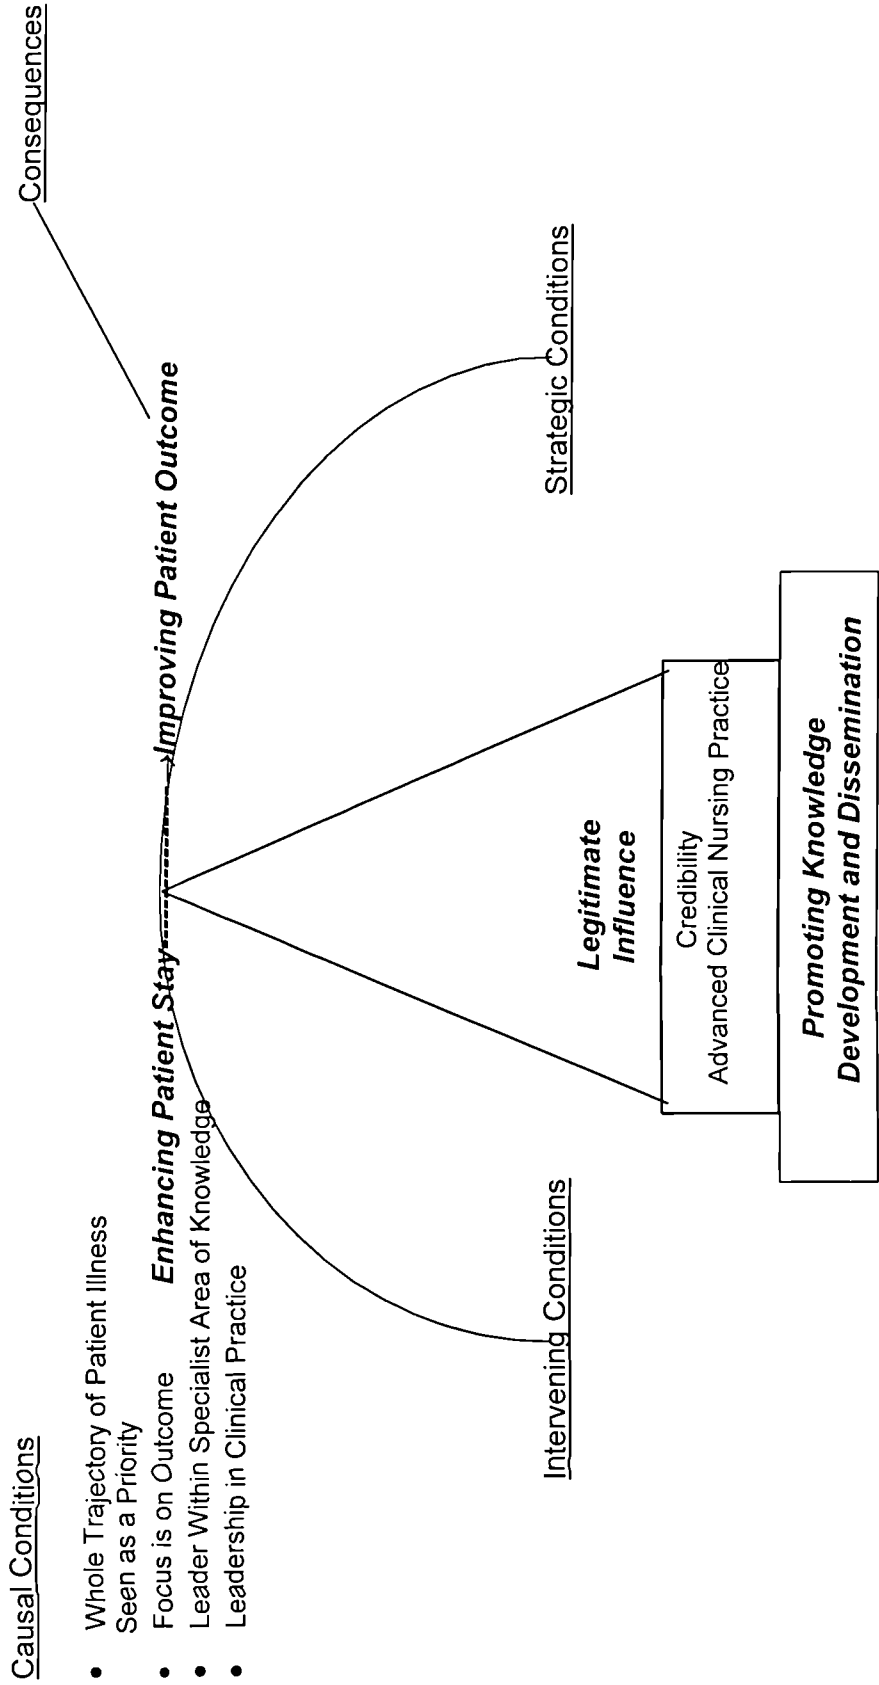 Causal Conditions
• Whole Trajectory of Patient Illness
Seen as a Priority
• Focus is on Outcome
• Leader Within Specialist Area of Knowledge
• Leadership in Clinical Practice
Consequences
Enhancing Patient Stay
Improving Patient Outcome
Intervening Conditions
Strategic Conditions
Legitimate
Influence
Credibility
Advanced Clinical Nursing Practice
Promoting Knowledge
Development and Dissemination